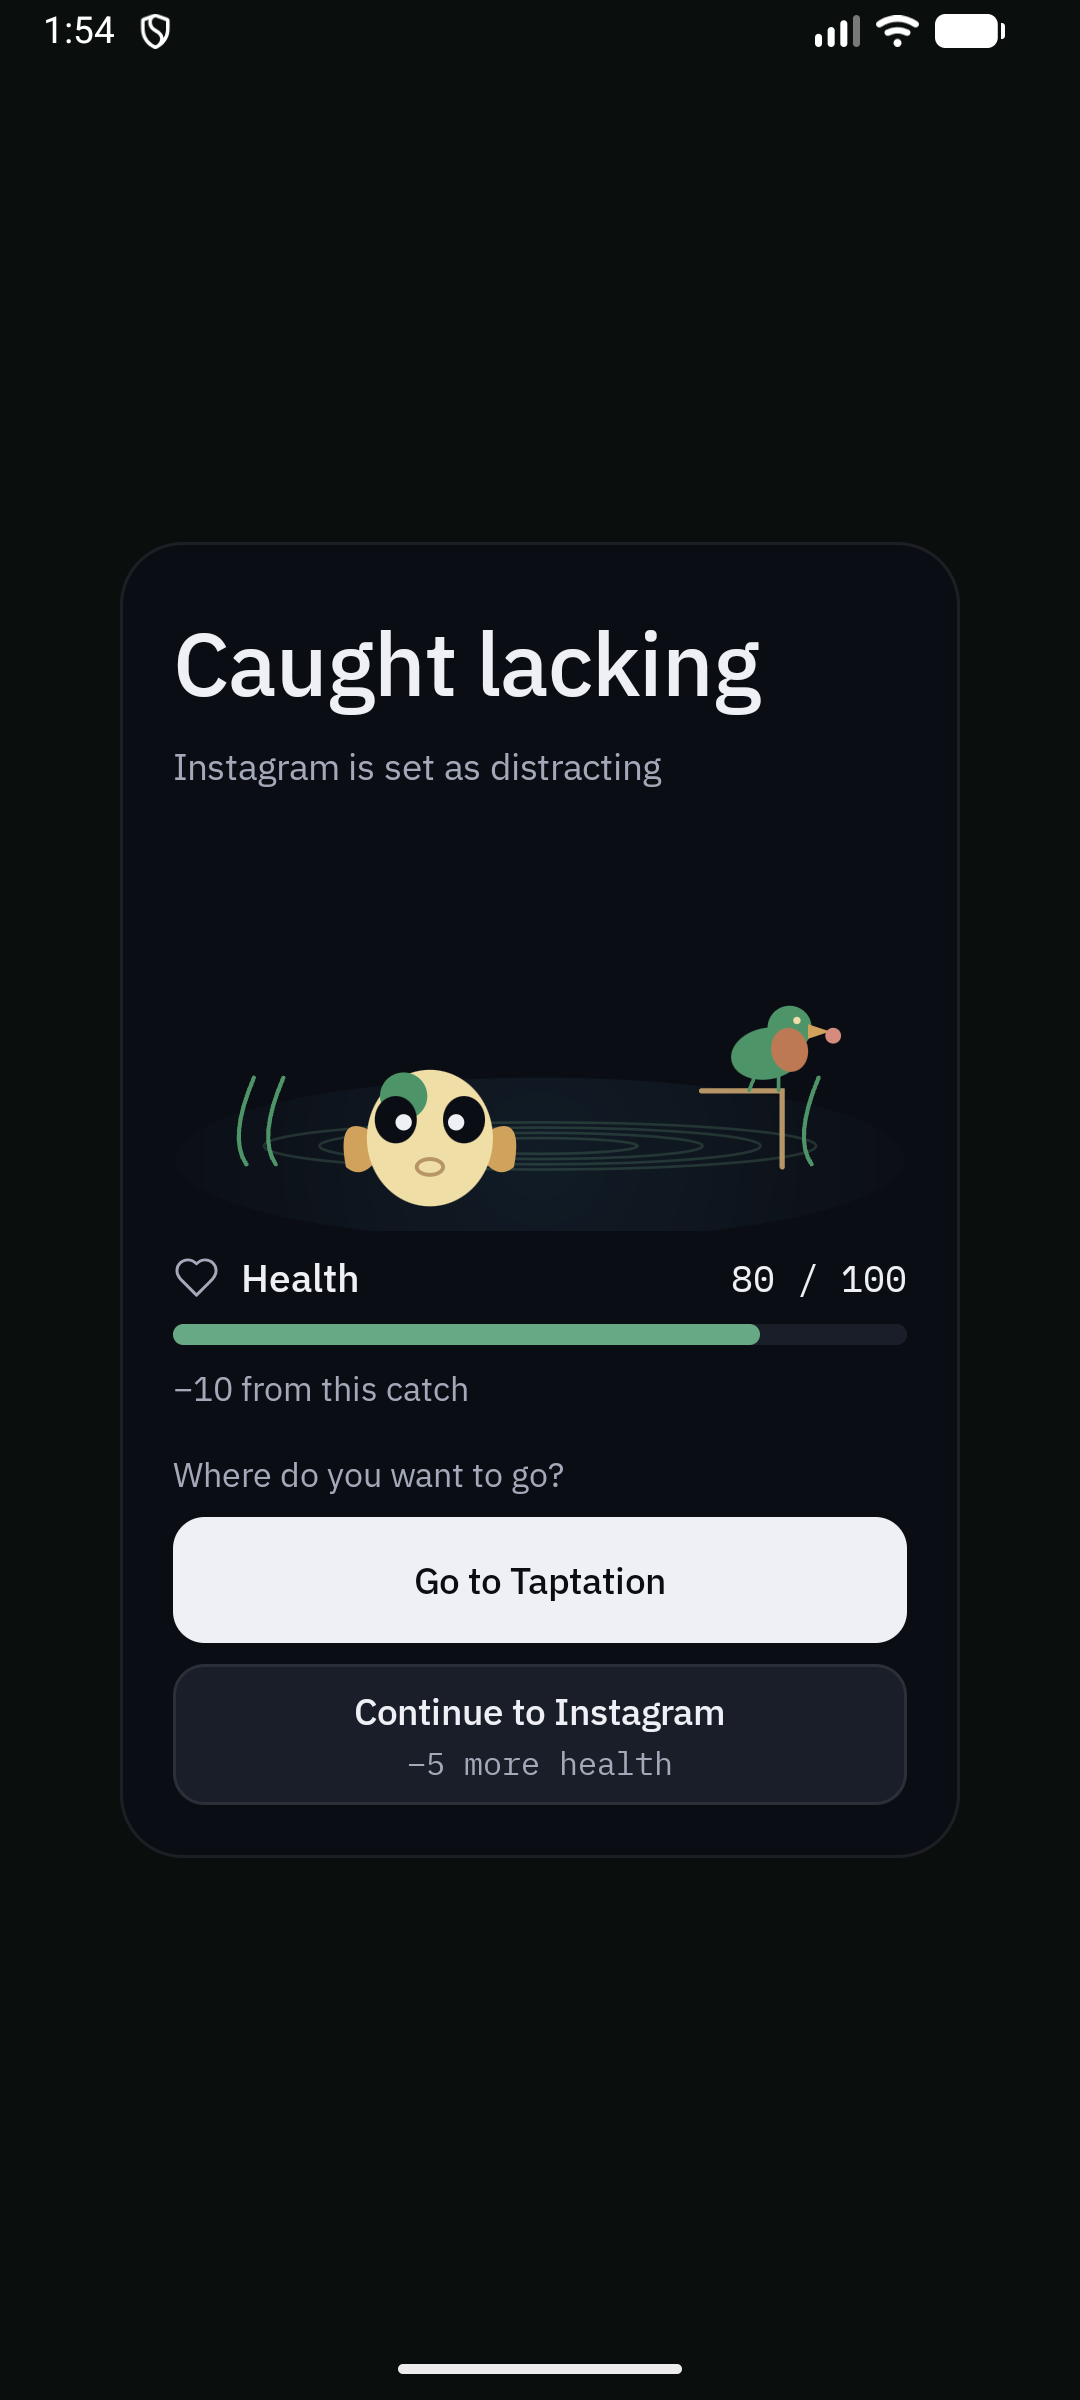 1:54
Caught lacking
Instagram is set as distracting
Health 80 / 100
−10 from this catch
Where do you want to go?
Go to Taptation
Continue to Instagram
−5 more health